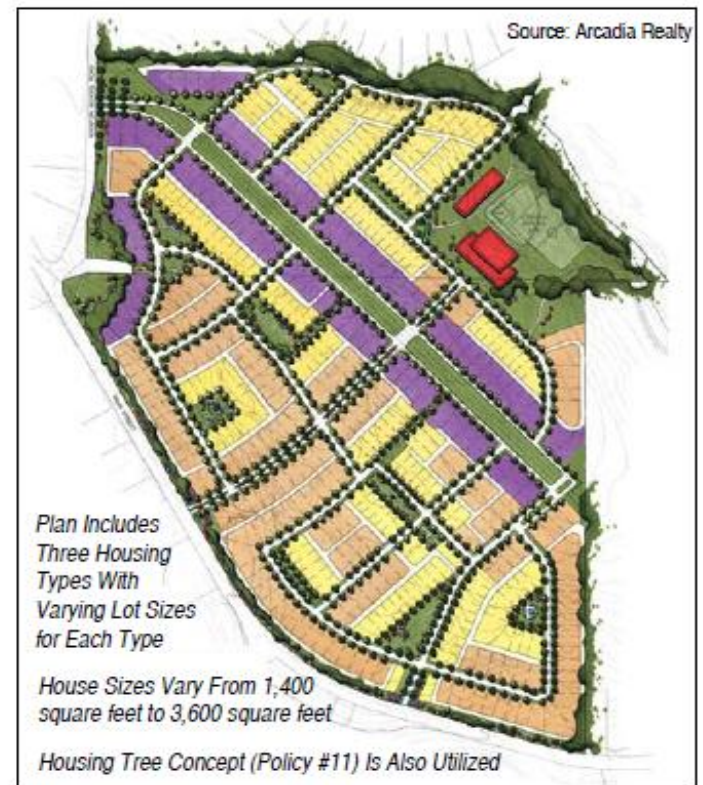 Source: Arcadia Realty
Plan Includes
Three Housing
Types With
Varying Lot Sizes
for Each Type
House Sizes Vary From 1,400
square feet to 3,600 square feet
Housing Tree Concept (Policy #11) Is Also Utilized